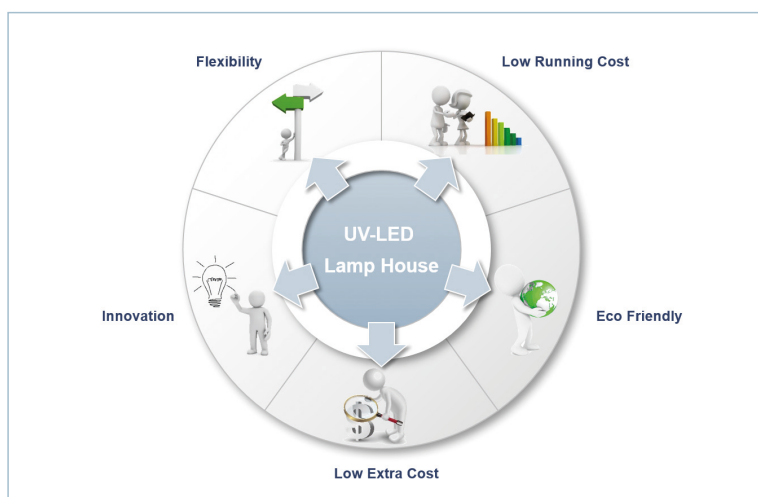 Flexibility
Low Running Cost
UV-LED
Lamp House
Innovation
Eco Friendly
Low Extra Cost